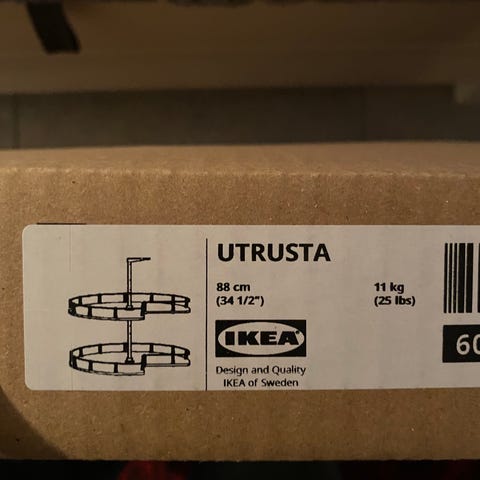 UTRUSTA
88 cm
(34 1/2")
11 kg
(25 lbs)
IKEA
Design and Quality
IKEA of Sweden
60